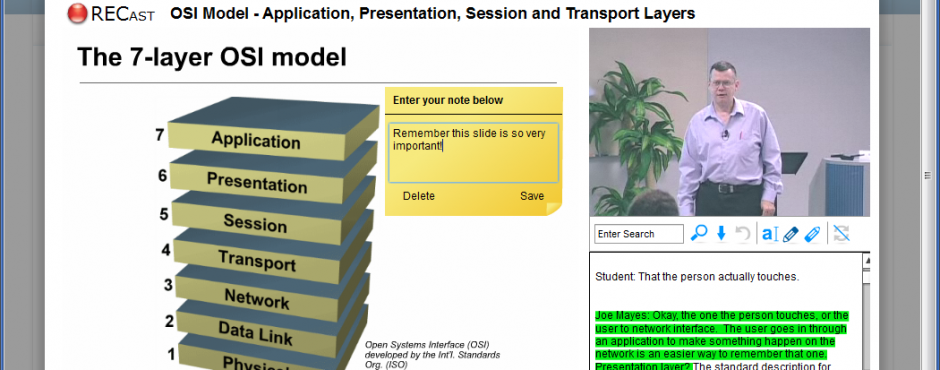 RECAST OSI Model - Application, Presentation, Session and Transport Layers
The 7-layer OSI model
7 Application
6 Presentation
5 Session
4 Transport
3 Network
2 Data Link
1
Open Systems Interface (OSI)
developed by the Int'l. Standards
Org. (ISO)
Enter your note below
Remember this slide is so very
important!
Delete Save
Enter Search
a
Student: That the person actually touches.
Joe Mayes: Okay, the one the person touches, or the
user to network interface. The user goes in through
an application to make something happen on the
network is an easier way to remember that one.
Presentation layer? The standard description for